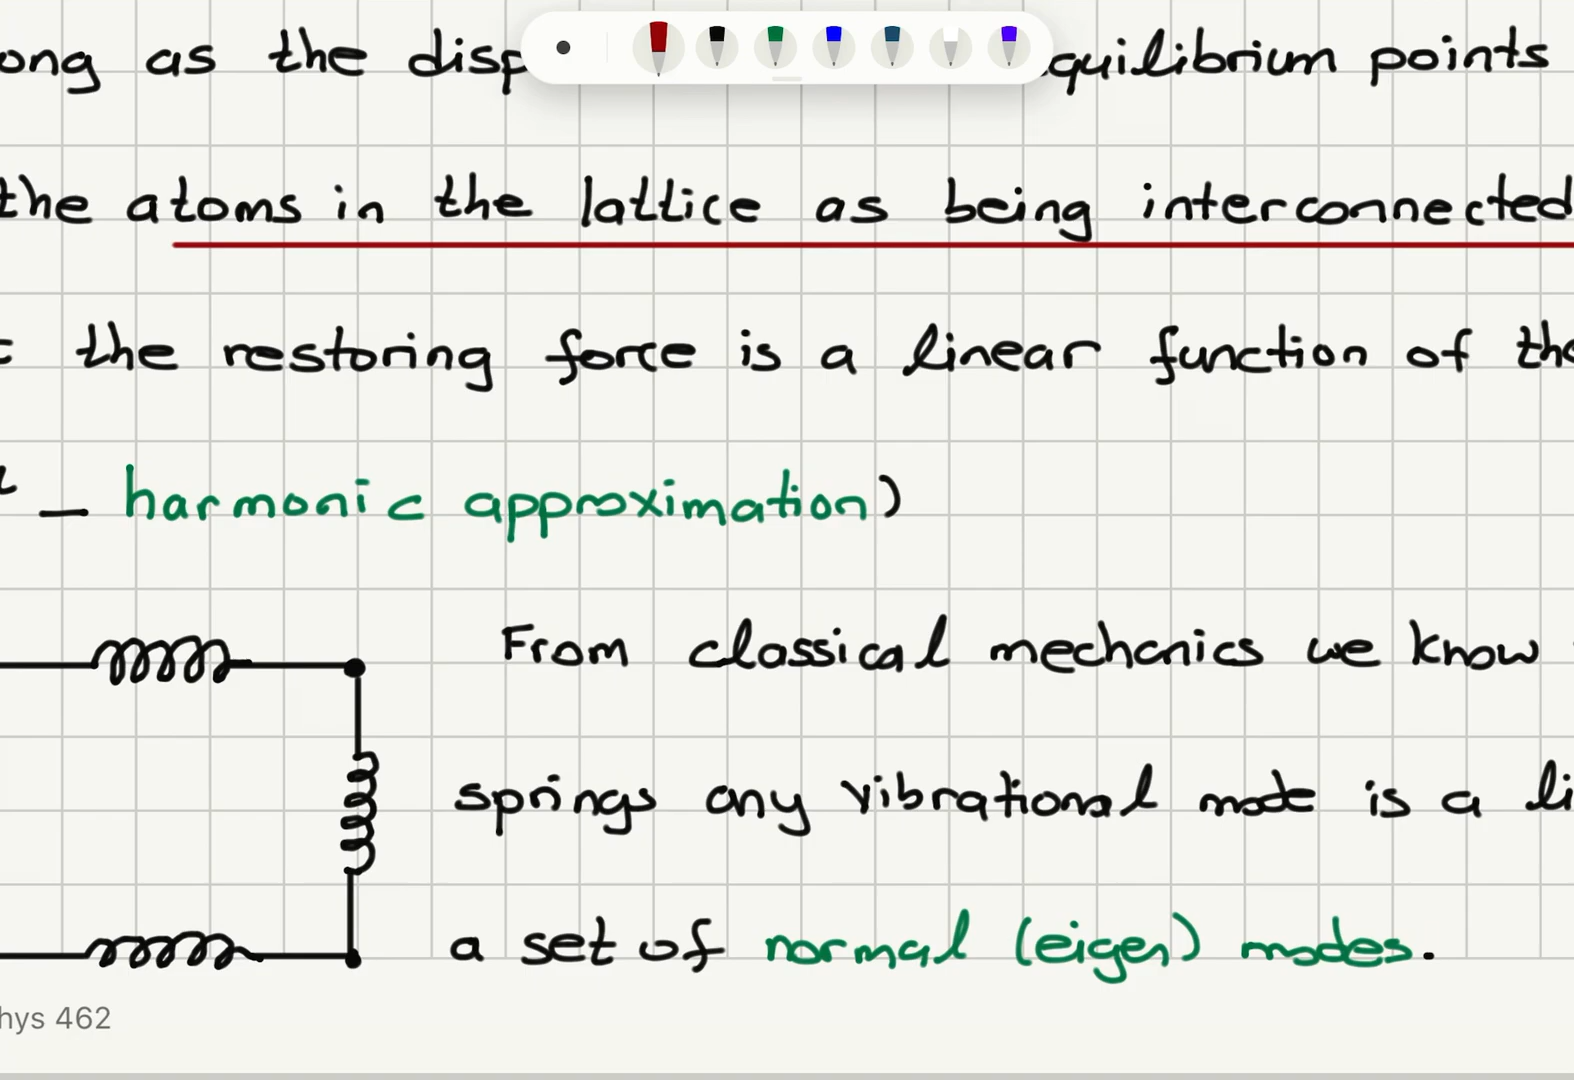 ong as the disp quilibrium points
the atoms in the lattice as being interconnected
the restoring force is a linear function of the
— harmonic approximation)
From classical mechanics we know
springs any vibrational mode is a li
a set of normal (eigen) modes.
hys 462